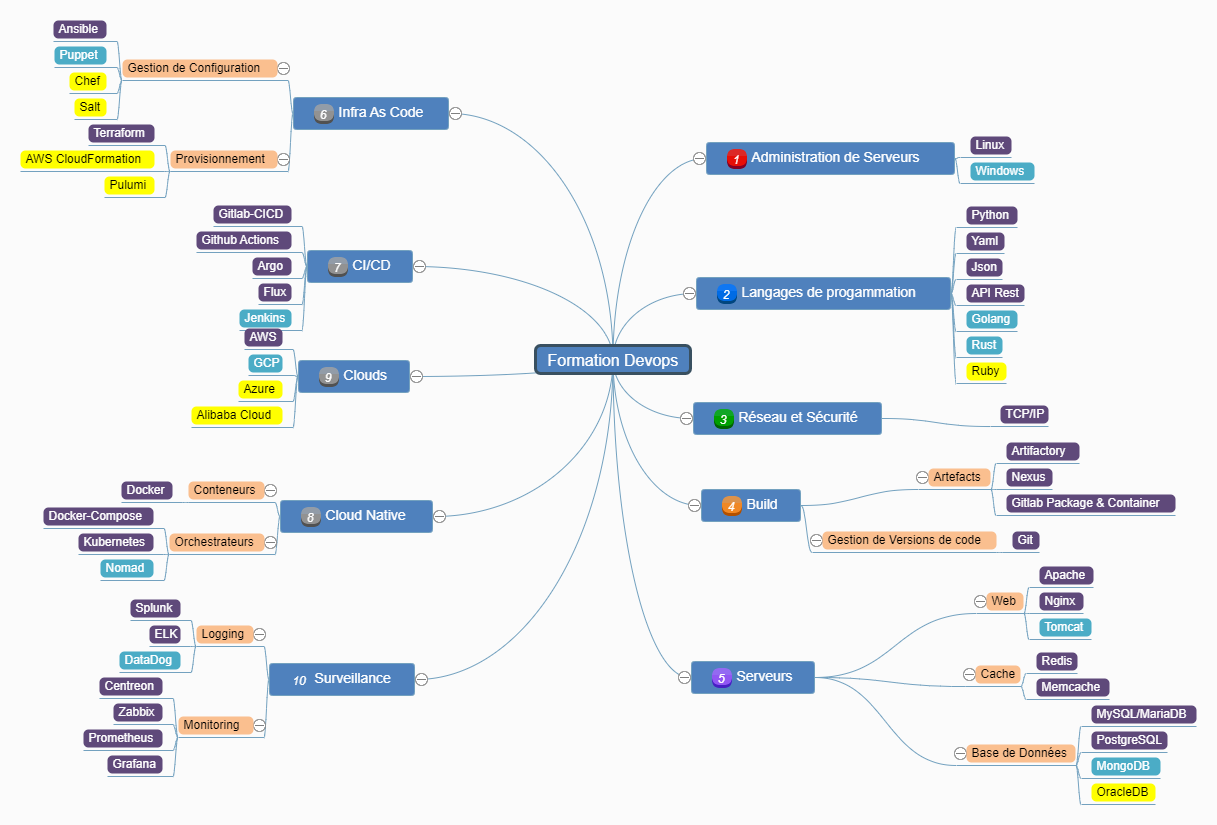 Formation Devops
1 Administration de Serveurs
Linux
Windows
2 Langages de progammation
Python
Yaml
Json
API Rest
Golang
Rust
Ruby
3 Réseau et Sécurité
TCP/IP
4 Build
Artefacts
Artifactory
Nexus
Gitlab Package & Container
Gestion de Versions de code
Git
5 Serveurs
Web
Apache
Nginx
Tomcat
Cache
Redis
Memcache
Base de Données
MySQL/MariaDB
PostgreSQL
MongoDB
OracleDB
6 Infra As Code
Gestion de Configuration
Ansible
Puppet
Chef
Salt
Provisionnement
Terraform
AWS CloudFormation
Pulumi
7 CI/CD
Gitlab-CICD
Github Actions
Argo
Flux
Jenkins
9 Clouds
AWS
GCP
Azure
Alibaba Cloud
8 Cloud Native
Conteneurs
Docker
Orchestrateurs
Docker-Compose
Kubernetes
Nomad
10 Surveillance
Logging
Splunk
ELK
DataDog
Monitoring
Centreon
Zabbix
Prometheus
Grafana